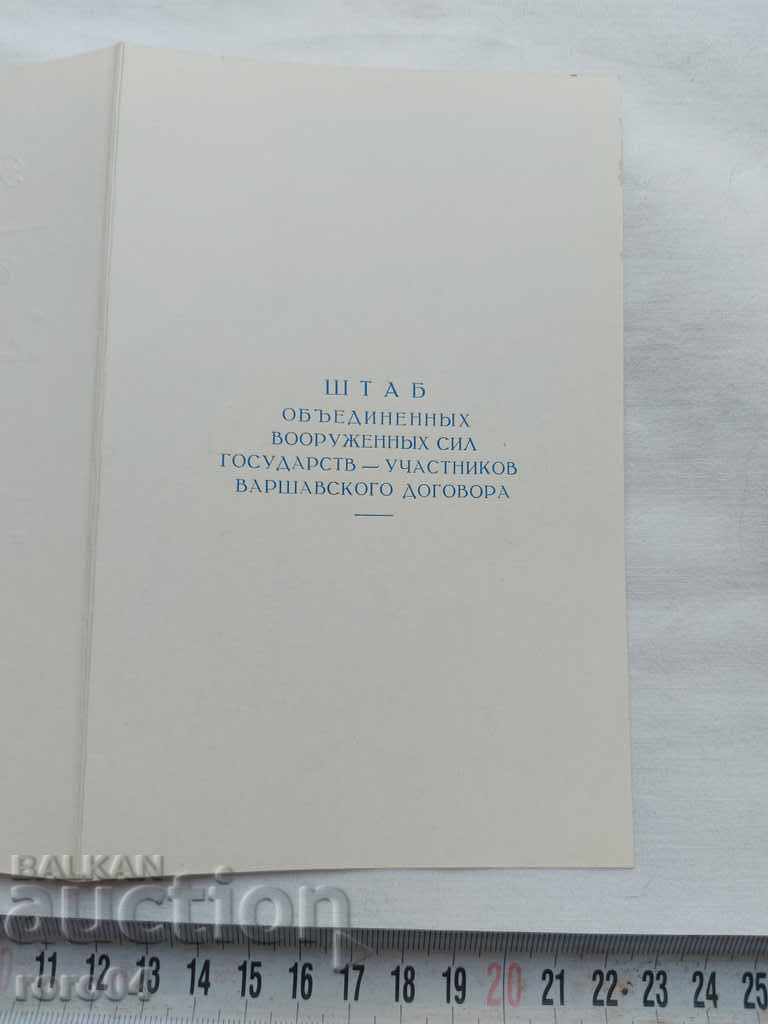 ШТАБ
ОБЪЕДИНЕННЫХ
ВООРУЖЕННЫХ СИЛ
ГОСУДАРСТВ — УЧАСТНИКОВ
ВАРШАВСКОГО ДОГОВОРА
BALKAN
auction
11 12 13 14 15 16 17 18 19 20 21 22 23 24 25
roro04